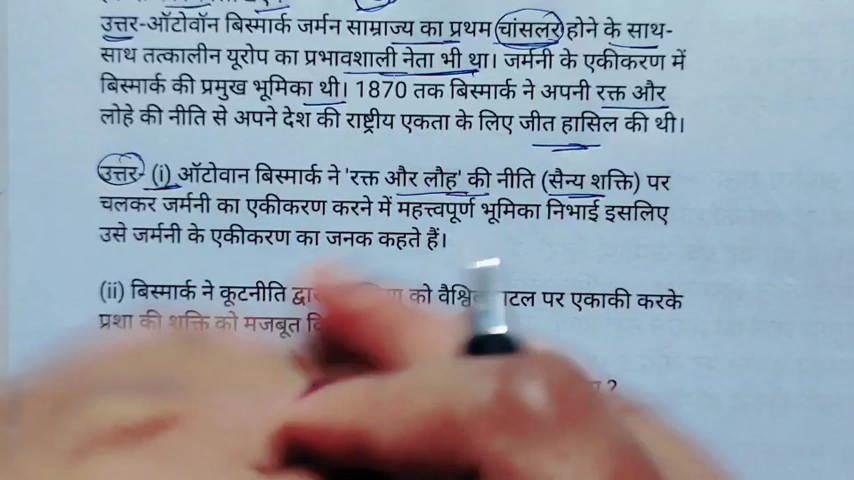 उत्तर-ऑटोवॉन बिस्मार्क जर्मन साम्राज्य का प्रथम चांसलर होने के साथ-
साथ तत्कालीन यूरोप का प्रभावशाली नेता भी था। जर्मनी के एकीकरण में
बिस्मार्क की प्रमुख भूमिका थी। 1870 तक बिस्मार्क ने अपनी रक्त और
लोहे की नीति से अपने देश की राष्ट्रीय एकता के लिए जीत हासिल की थी।
उत्तर- (i) ऑटोवान बिस्मार्क ने 'रक्त और लौह' की नीति (सैन्य शक्ति) पर
चलकर जर्मनी का एकीकरण करने में महत्त्वपूर्ण भूमिका निभाई इसलिए
उसे जर्मनी के एकीकरण का जनक कहते हैं।
(ii) बिस्मार्क ने कूटनीति को पर एकाकी करके
प्रशा की शक्ति को मजबूत